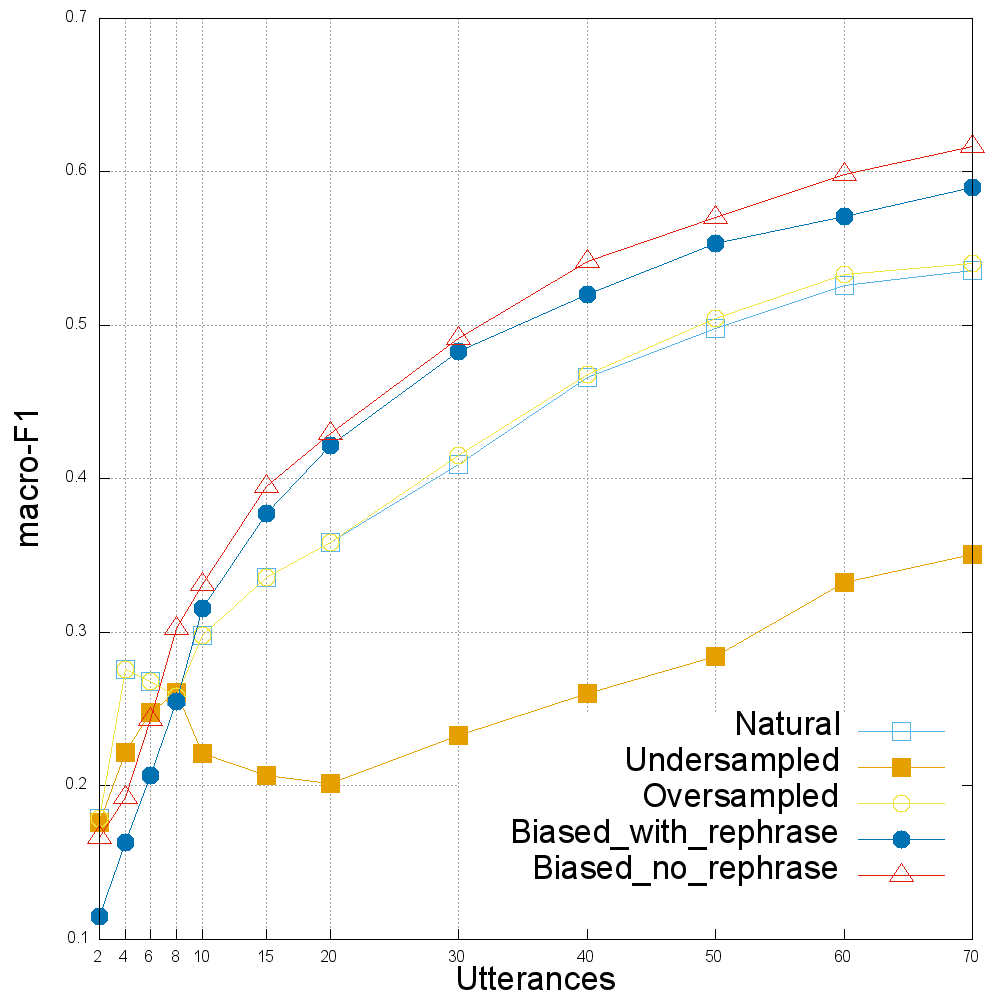 0.7
0.6
0.5
0.4
0.3
0.2
0.1
macro-F1
Natural
Undersampled
Oversampled
Biased_with_rephrase
Biased_no_rephrase
2 4 6 8 10 15 20 30 40 50 60 70
Utterances